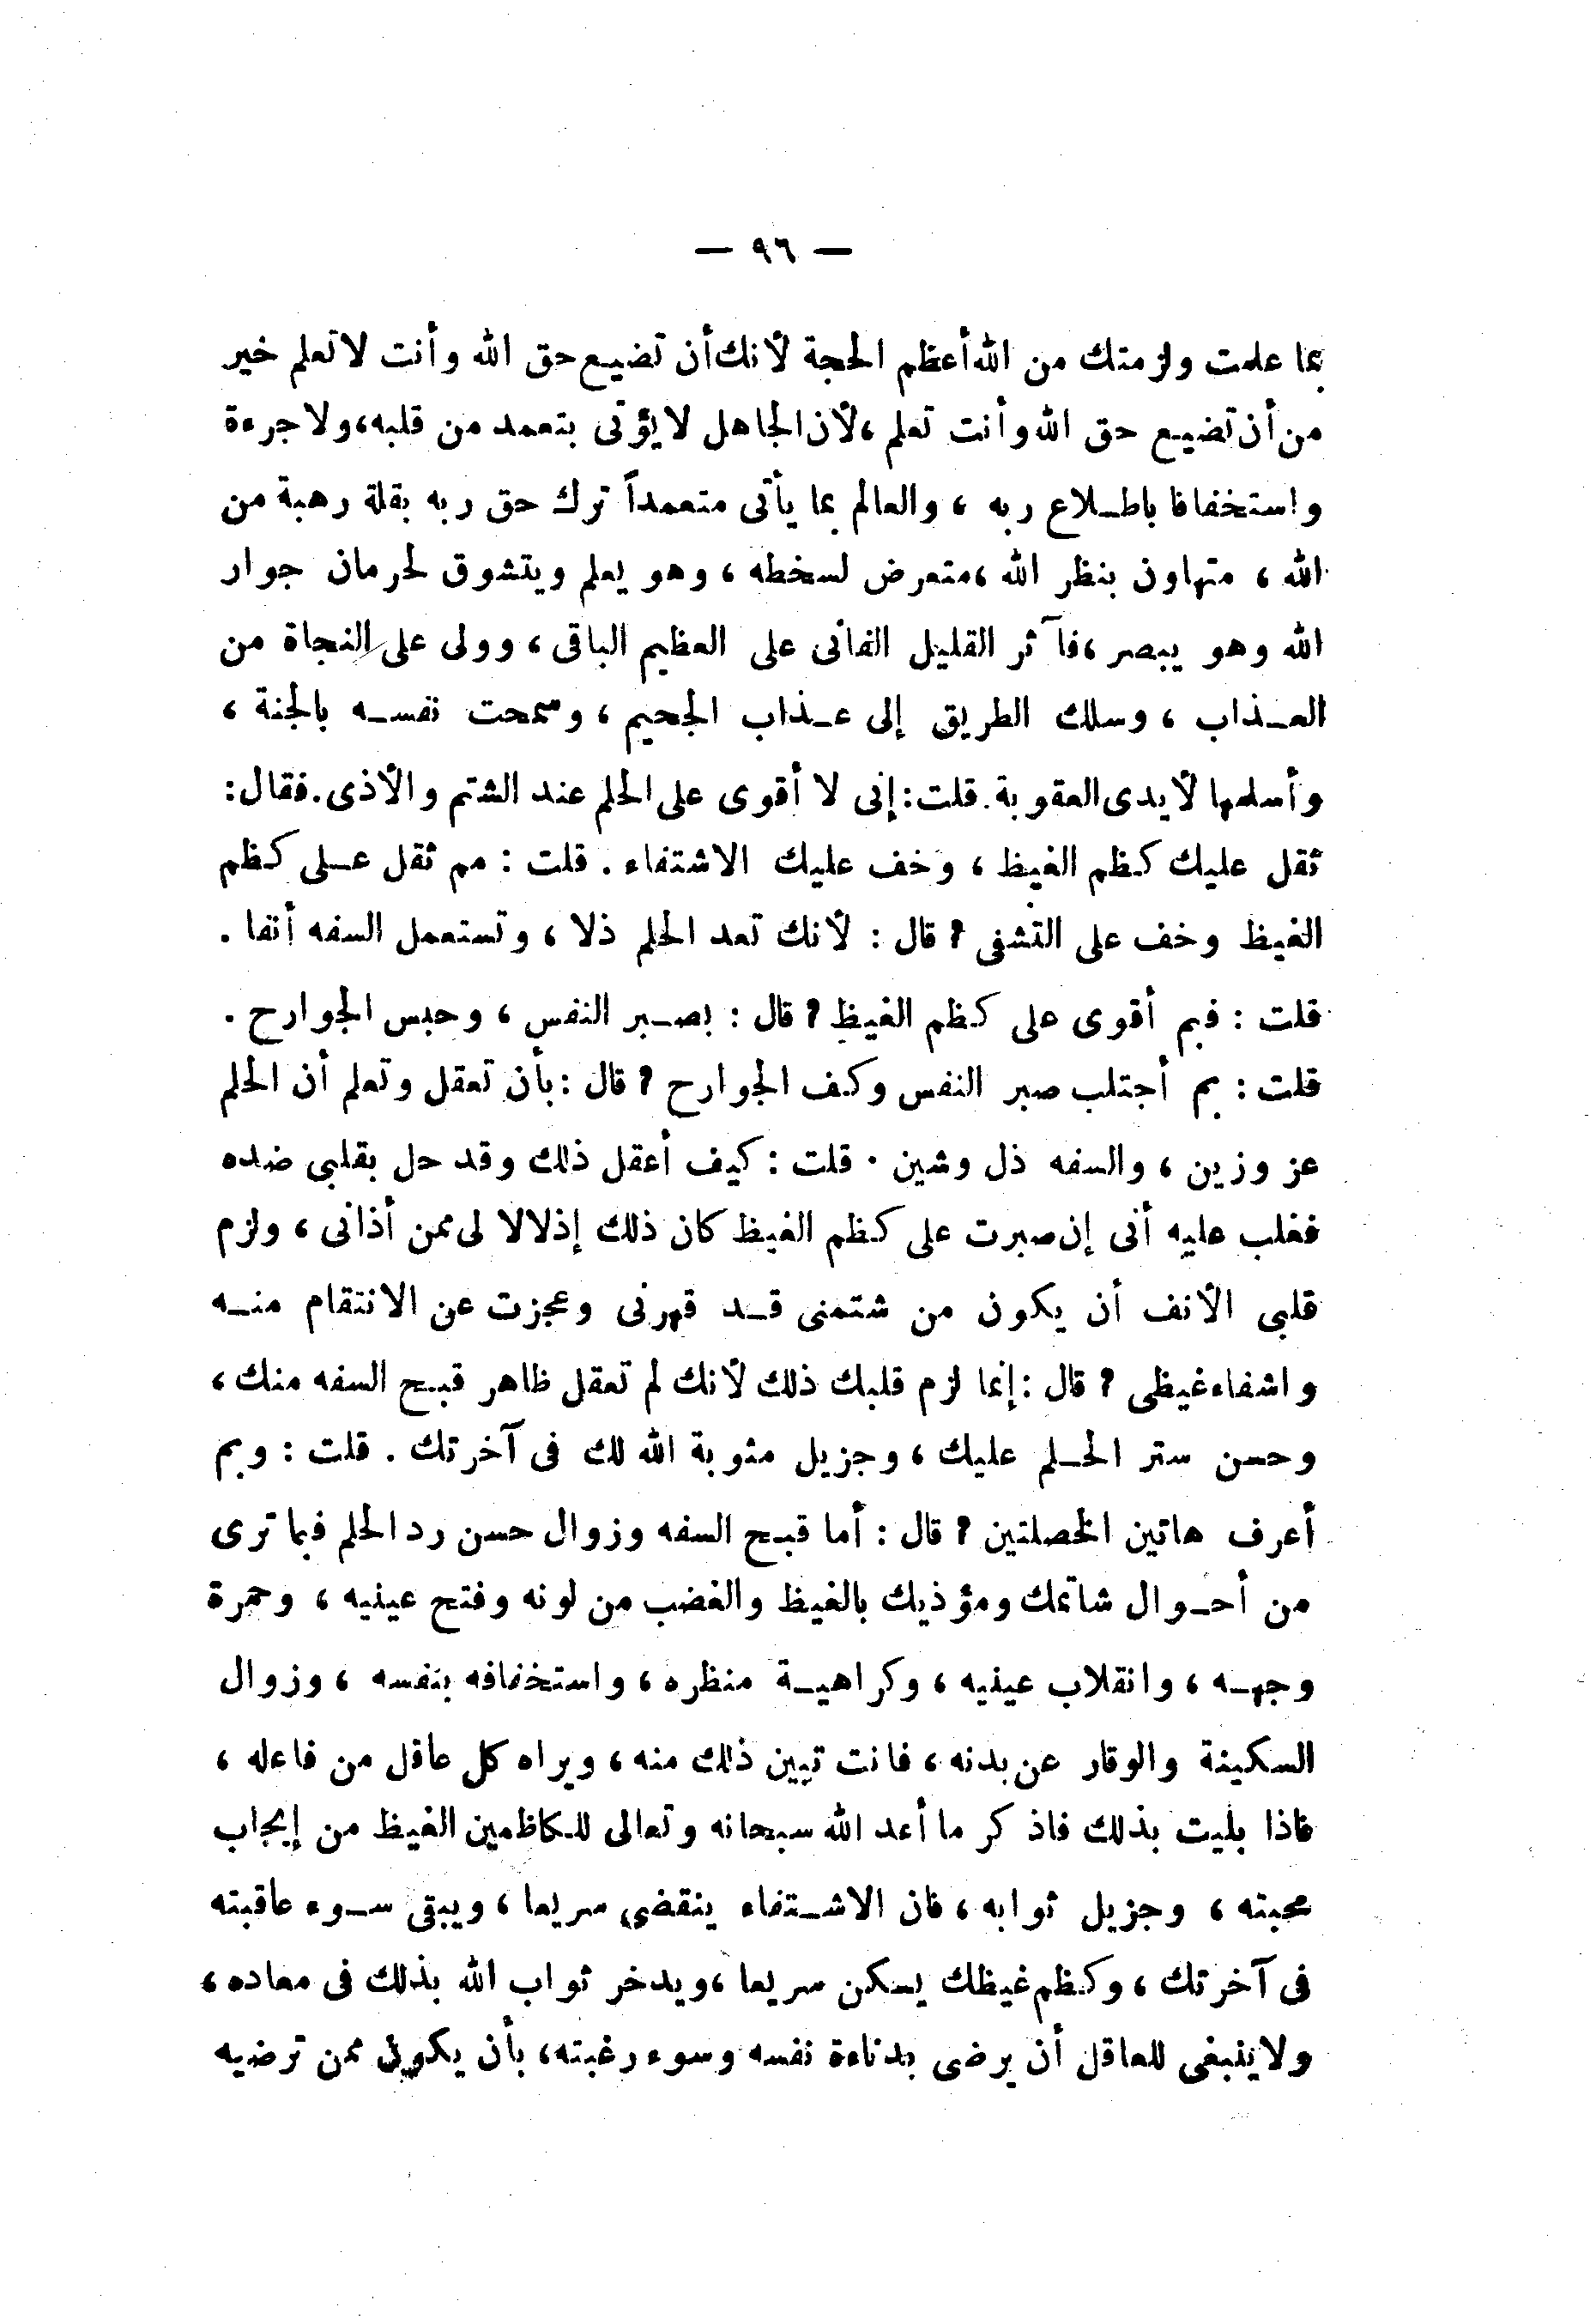 — ٩٦ —
بما علمت ولزمتك من الله أعظم الحجة لأنك أن تضيع حق الله وأنت لا تعلم خير
من أن تضيع حق الله وأنت تعلم ، لأن الجاهل لا يؤتى بتعمد من قلبه، ولا جرءة
واستخفافا باطلاع ربه ، والعالم بما يأتى متعمداً ترك حق ربه بقلة رهبة من
الله ، متهاون بنظر الله ، متعرض لسخطه ، وهو يعلم ويتشوق لحرمان جوار
الله وهو يبصر ، فآثر القليل الفانى على العظيم الباقى ، وولى على النجاة من
العذاب ، وسلك الطريق إلى عذاب الجحيم ، وسمحت نفسه بالجنة ،
وأسلمها لأيدى العقوبة. قلت: إنى لا أقوى على الحلم عند الشتم والأذى. فقال:
ثقل عليك كظم الغيظ ، وخف عليك الاشتفاء . قلت : مم ثقل على كظم
الغيظ وخف على التشفى ؟ قال : لأنك تعد الحلم ذلا ، وتستعمل السفه أنفا .
قلت : فبم أقوى على كظم الغيظ ؟ قال : بصبر النفس ، وحبس الجوارح .
قلت : بم أجتلب صبر النفس وكف الجوارح ؟ قال : بأن تعقل وتعلم أن الحلم
عز وزين ، والسفه ذل وشين . قلت : كيف أعقل ذلك وقد حل بقلبى ضده
فغلب عليه أنى إن صبرت على كظم الغيظ كان ذلك إذلالا لى ممن أذانى ، ولزم
قلبى الأنف أن يكون من شتمنى قد قهرنى وعجزت عن الانتقام منه
واشفاء غيظى ؟ قال : إنما لزم قلبك ذلك لأنك لم تعقل ظاهر قبح السفه منك ،
وحسن ستر الحلم عليك ، وجزيل مثوبة الله لك فى آخرتك . قلت : وبم
أعرف هاتين الخصلتين ؟ قال : أما قبح السفه وزوال حسن رد الحلم فبما ترى
من أحوال شاتمك ومؤذيك بالغيظ والغضب من لونه وفتح عينيه ، وحمرة
وجهه ، وانقلاب عينيه ، وكراهية منظره ، واستخفافه بنفسه ، وزوال
السكينة والوقار عن بدنه ، فانت تبين ذلك منه ، ويراه كل عاقل من فاعله ،
فاذا بليت بذلك فاذكر ما أعد الله سبحانه وتعالى للكاظمين الغيظ من إيجاب
محبته ، وجزيل ثوابه ، فان الاشتفاء ينقضى سريعا ، ويبقى سوء عاقبته
فى آخرتك ، وكظم غيظك يسكن سريعا ، ويدخر ثواب الله بذلك فى معاده ،
ولا ينبغى للعاقل أن يرضى بدناءة نفسه وسوء رغبته، بأن يكون ممن ترضيه